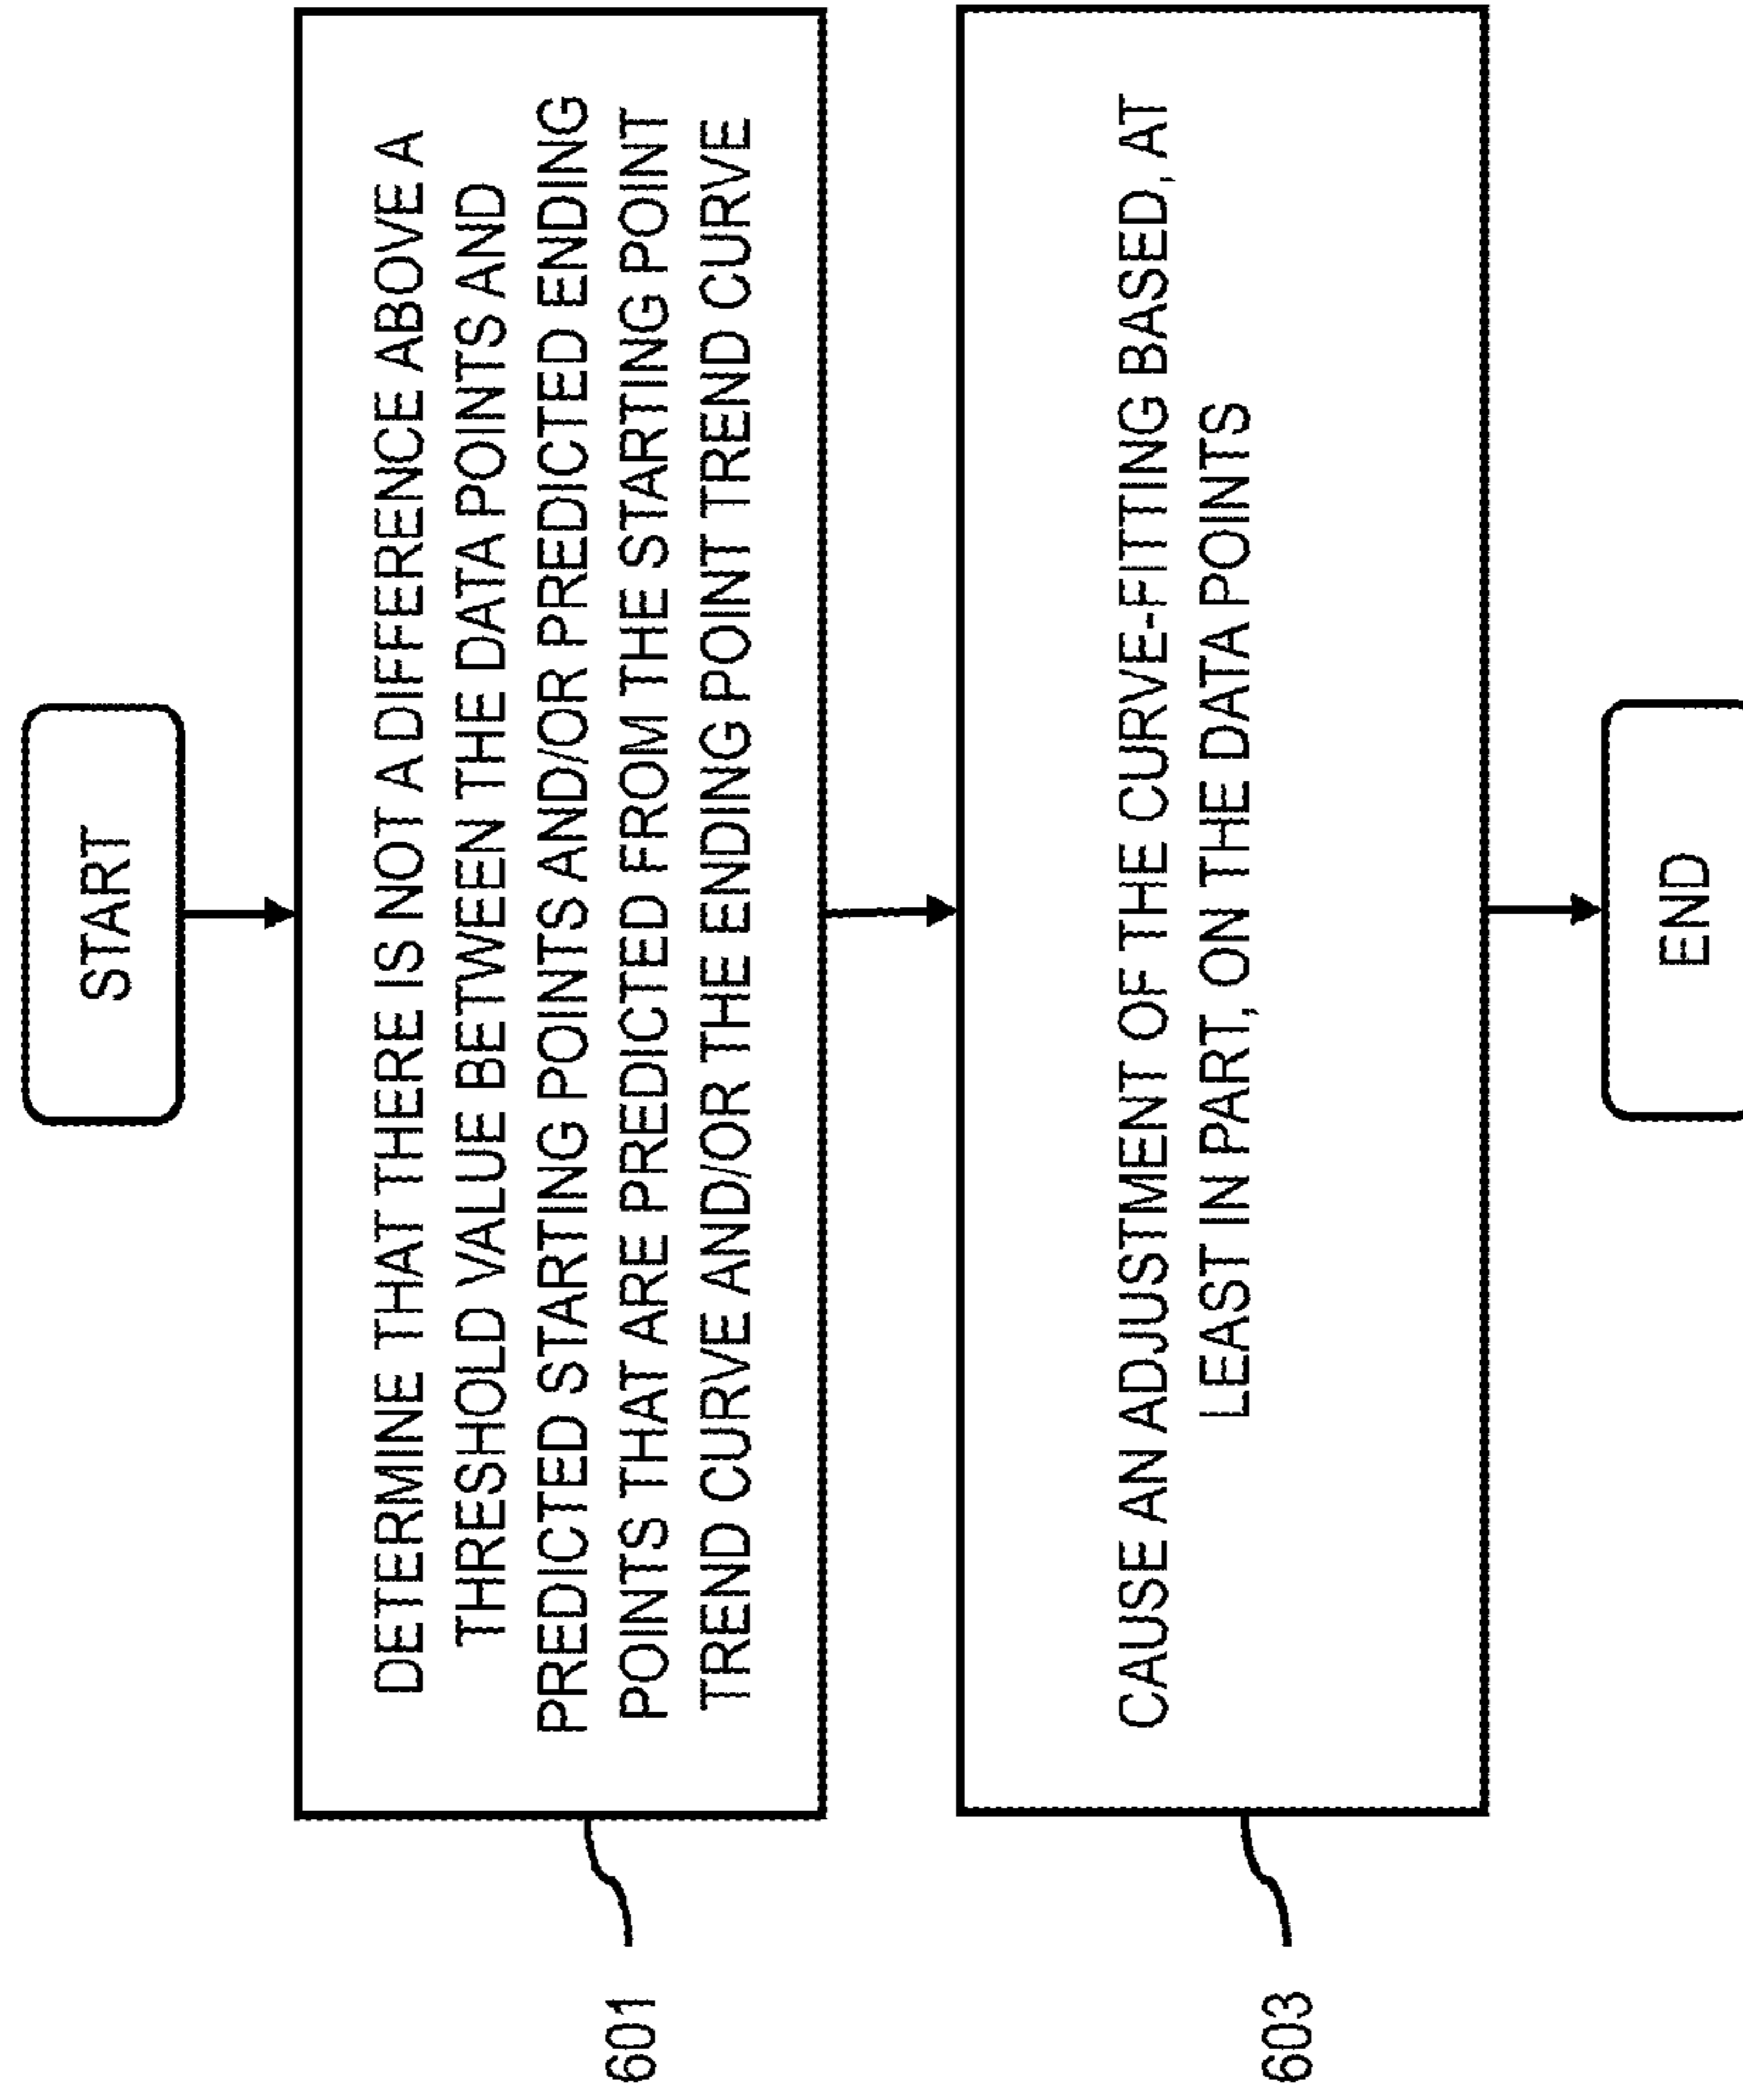 START
DETERMINE THAT THERE IS NOT A DIFFERENCE ABOVE A
THRESHOLD VALUE BETWEEN THE DATA POINTS AND
PREDICTED STARTING POINTS AND/OR PREDICTED ENDING
POINTS THAT ARE PREDICTED FROM THE STARTING POINT
TREND CURVE AND/OR THE ENDING POINT TREND CURVE
601
CAUSE AN ADJUSTMENT OF THE CURVE-FITTING BASED, AT
LEAST IN PART, ON THE DATA POINTS
603
END